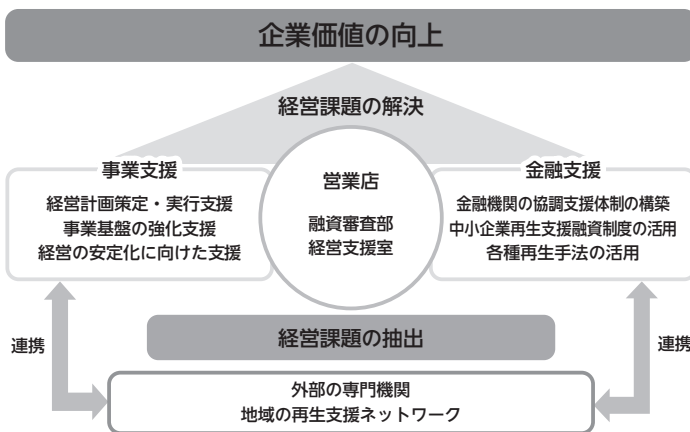 企業価値の向上
経営課題の解決
事業支援
経営計画策定・実行支援
事業基盤の強化支援
経営の安定化に向けた支援
営業店
融資審査部
経営支援室
金融支援
金融機関の協調支援体制の構築
中小企業再生支援融資制度の活用
各種再生手法の活用
連携
経営課題の抽出
連携
外部の専門機関
地域の再生支援ネットワーク